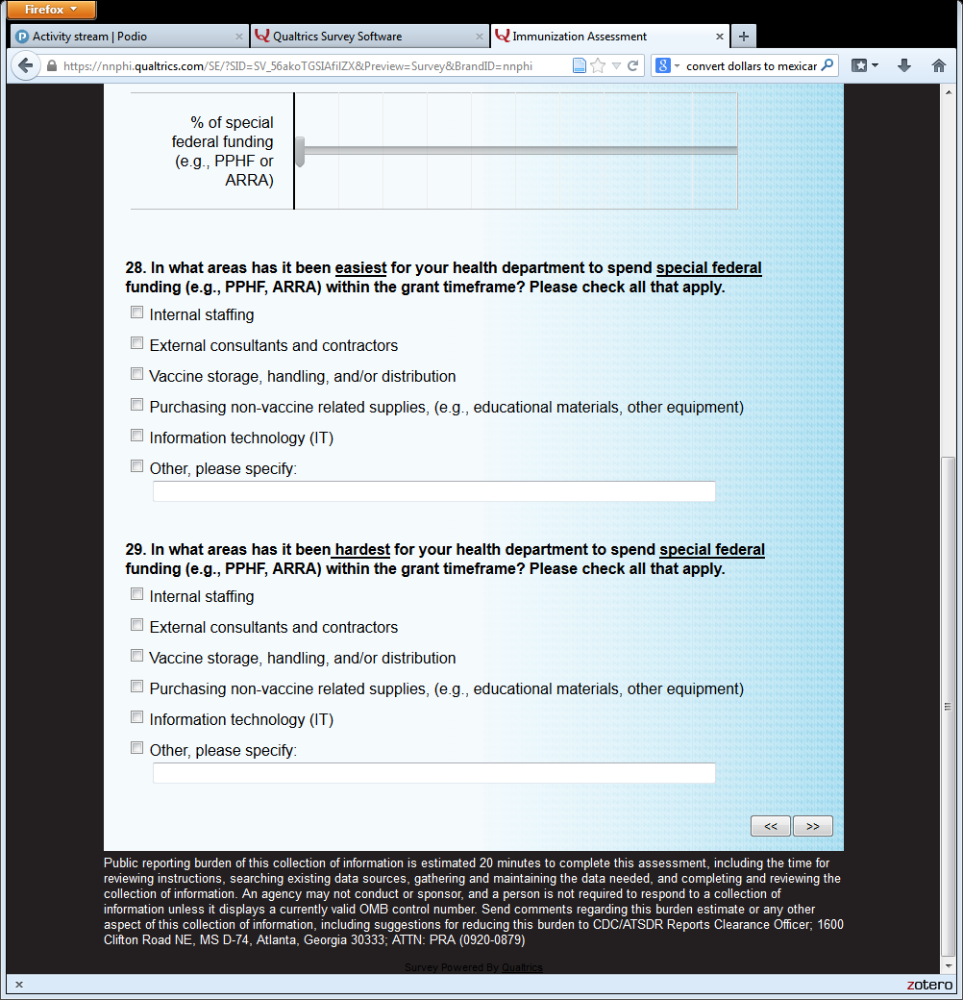 Firefox
Activity stream | Podio
Qualtrics Survey Software
Immunization Assessment
https://nnphi.qualtrics.com/SE/?SID=SV_56akoTGSIAfiIZX&Preview=Survey&BrandID=nnphi
convert dollars to mexicar
% of special
federal funding
(e.g., PPHF or
ARRA)
28. In what areas has it been easiest for your health department to spend special federal
funding (e.g., PPHF, ARRA) within the grant timeframe? Please check all that apply.
Internal staffing
External consultants and contractors
Vaccine storage, handling, and/or distribution
Purchasing non-vaccine related supplies, (e.g., educational materials, other equipment)
Information technology (IT)
Other, please specify:
29. In what areas has it been hardest for your health department to spend special federal
funding (e.g., PPHF, ARRA) within the grant timeframe? Please check all that apply.
Internal staffing
External consultants and contractors
Vaccine storage, handling, and/or distribution
Purchasing non-vaccine related supplies, (e.g., educational materials, other equipment)
Information technology (IT)
Other, please specify:
<< >>
Public reporting burden of this collection of information is estimated 20 minutes to complete this assessment, including the time for
reviewing instructions, searching existing data sources, gathering and maintaining the data needed, and completing and reviewing the
collection of information. An agency may not conduct or sponsor, and a person is not required to respond to a collection of
information unless it displays a currently valid OMB control number. Send comments regarding this burden estimate or any other
aspect of this collection of information, including suggestions for reducing this burden to CDC/ATSDR Reports Clearance Officer; 1600
Clifton Road NE, MS D-74, Atlanta, Georgia 30333; ATTN: PRA (0920-0879)
Survey Powered By Qualtrics
zotero